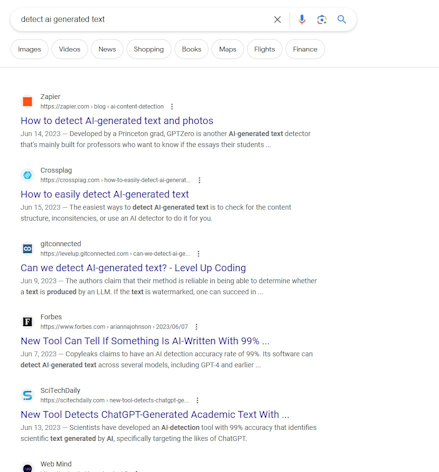 detect ai generated text
Images Videos News Shopping Books Maps Flights Finance
Zapier
https://zapier.com › blog › ai-content-detection
How to detect AI-generated text and photos
Jun 14, 2023 — Developed by a Princeton grad, GPTZero is another AI-generated text detector
that's mainly built for professors who want to know if the essays their students ...
Crossplag
https://crossplag.com › how-to-easily-detect-ai-generat...
How to easily detect AI-generated text
Jun 15, 2023 — The easiest ways to detect AI-generated text is to check for the content
structure, inconsitencies, or use an AI detector to do it for you.
gitconnected
https://levelup.gitconnected.com › can-we-detect-ai-ge...
Can we detect AI-generated text? - Level Up Coding
Jun 9, 2023 — The authors claim that their method is reliable in being able to determine whether
a text is produced by an LLM. If the text is watermarked, one can succeed in ...
Forbes
https://www.forbes.com › ariannajohnson › 2023/06/07
New Tool Can Tell If Something Is AI-Written With 99% ...
Jun 7, 2023 — Copyleaks claims to have an AI detection accuracy rate of 99%. Its software can
detect AI-generated text across several models, including GPT-4 and earlier ...
SciTechDaily
https://scitechdaily.com › new-tool-detects-chatgpt-ge...
New Tool Detects ChatGPT-Generated Academic Text With ...
Jun 13, 2023 — Scientists have developed an AI-detection tool with 99% accuracy that identifies
scientific text generated by AI, specifically targeting the likes of ChatGPT.
Web Mind